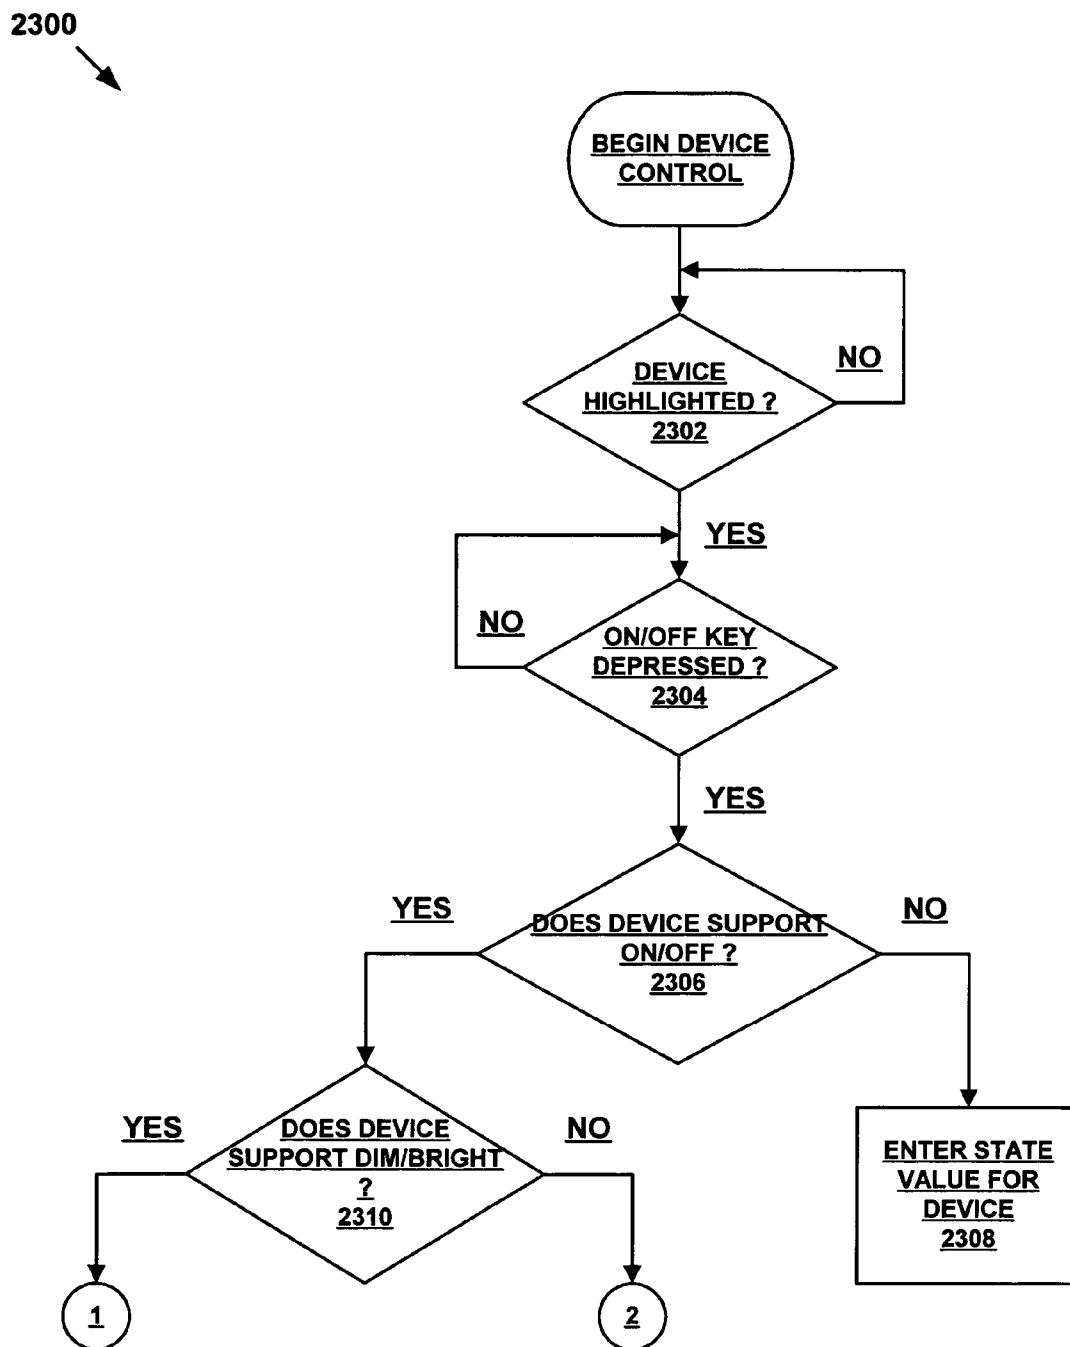 2300
BEGIN DEVICE
CONTROL
DEVICE
HIGHLIGHTED ?
2302
NO
YES
NO
ON/OFF KEY
DEPRESSED ?
2304
YES
YES
DOES DEVICE SUPPORT
ON/OFF ?
2306
NO
YES
DOES DEVICE
SUPPORT DIM/BRIGHT
?
2310
NO
ENTER STATE
VALUE FOR
DEVICE
2308
1
2